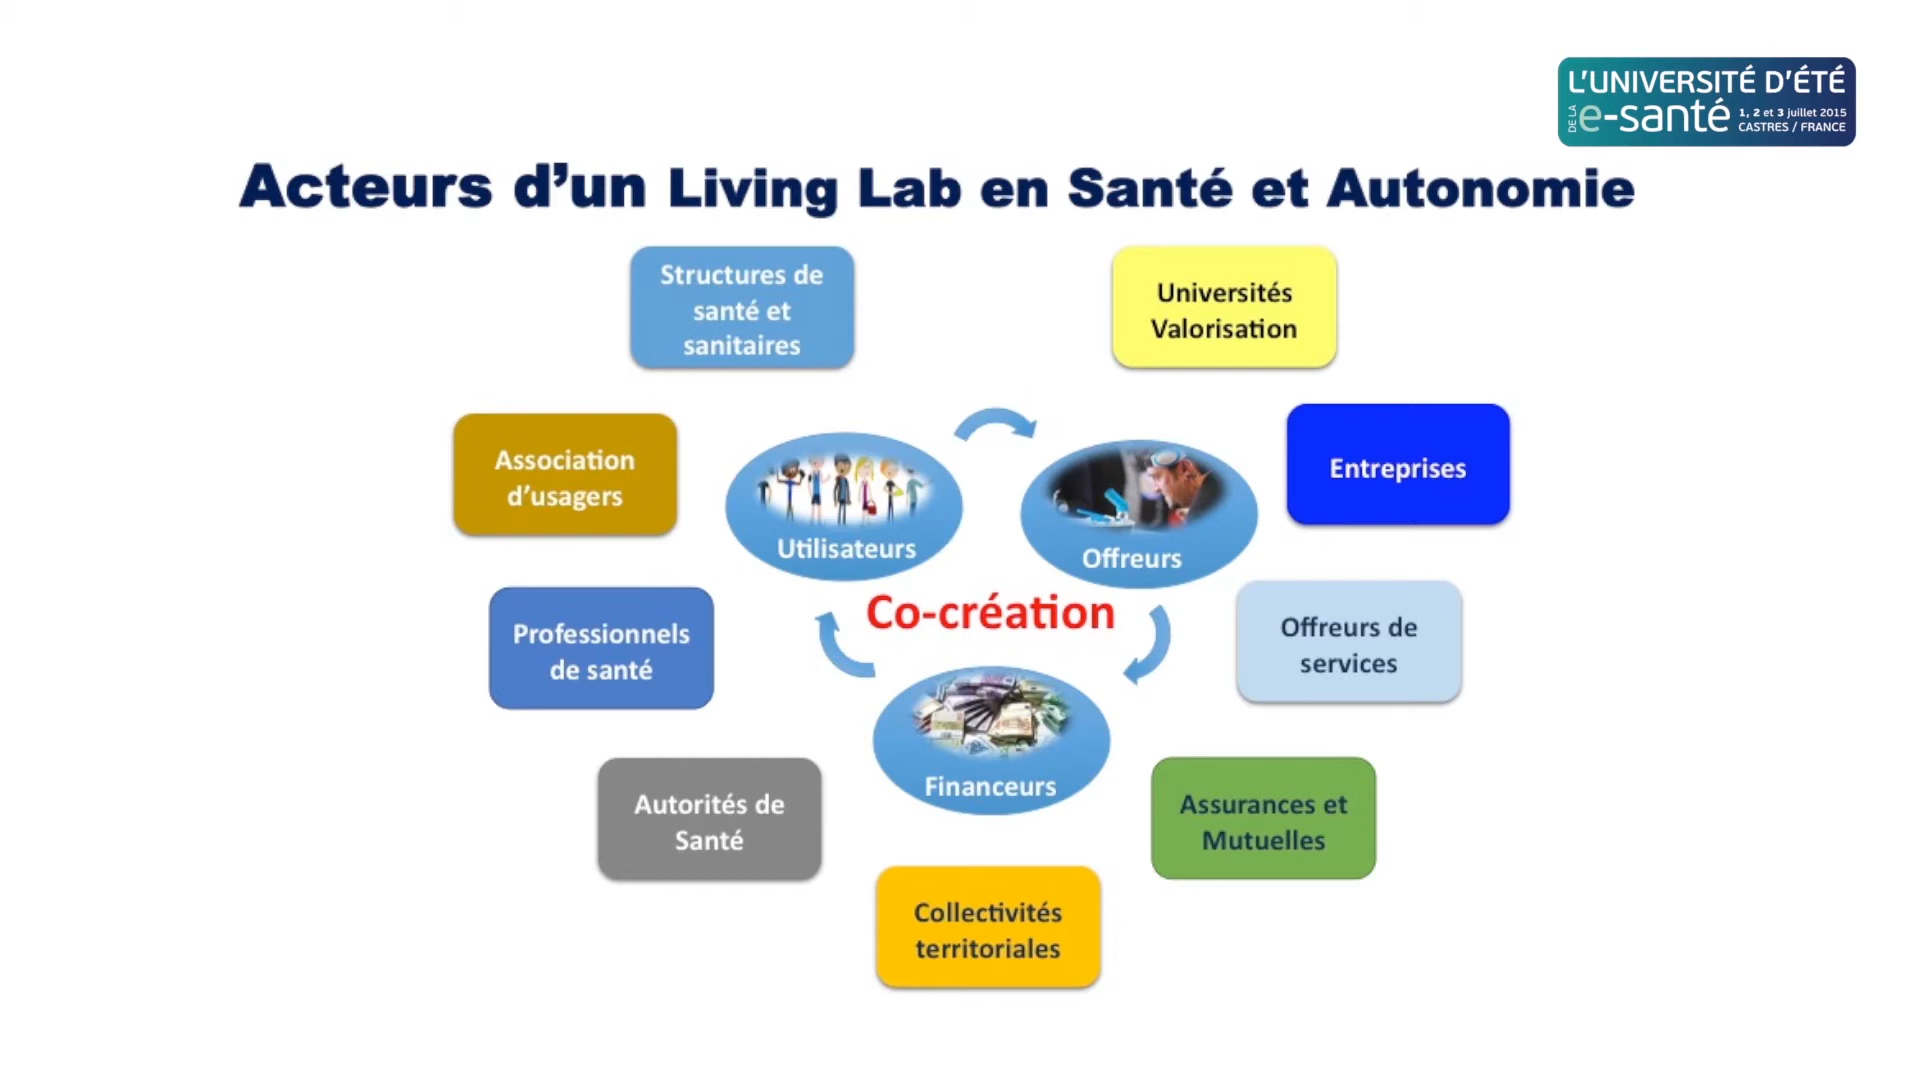 L'UNIVERSITÉ D'ÉTÉ
DE LA e-santé
1, 2 et 3 juillet 2015
CASTRES / FRANCE
Acteurs d’un Living Lab en Santé et Autonomie
Structures de
santé et
sanitaires
Universités
Valorisation
Association
d’usagers
Entreprises
Utilisateurs
Offreurs
Co-création
Professionnels
de santé
Offreurs de
services
Financeurs
Autorités de
Santé
Assurances et
Mutuelles
Collectivités
territoriales